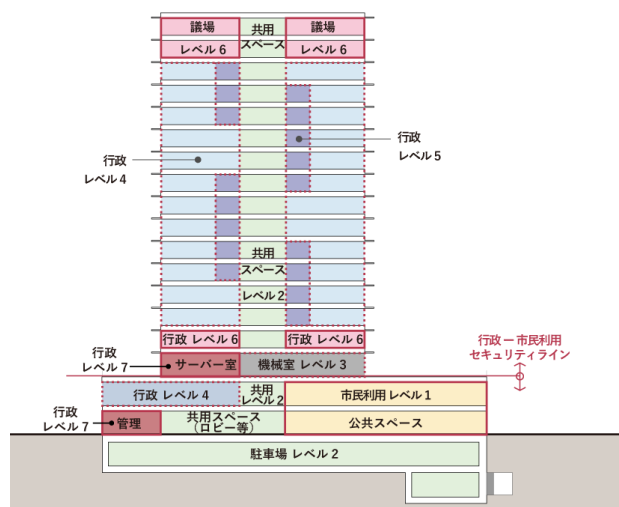 議場
共用
スペース
議場
レベル 6
レベル 6
行政
レベル 5
行政
レベル 4
共用
スペース
レベル 2
行政 レベル 6
行政 レベル 6
行政 ー 市民利用
セキュリティライン
行政
レベル 7
サーバー室
機械室 レベル 3
行政 レベル 4
共用
レベル 2
市民利用 レベル 1
行政
レベル 7
管理
共用スペース
（ロビー等）
公共スペース
駐車場 レベル 2